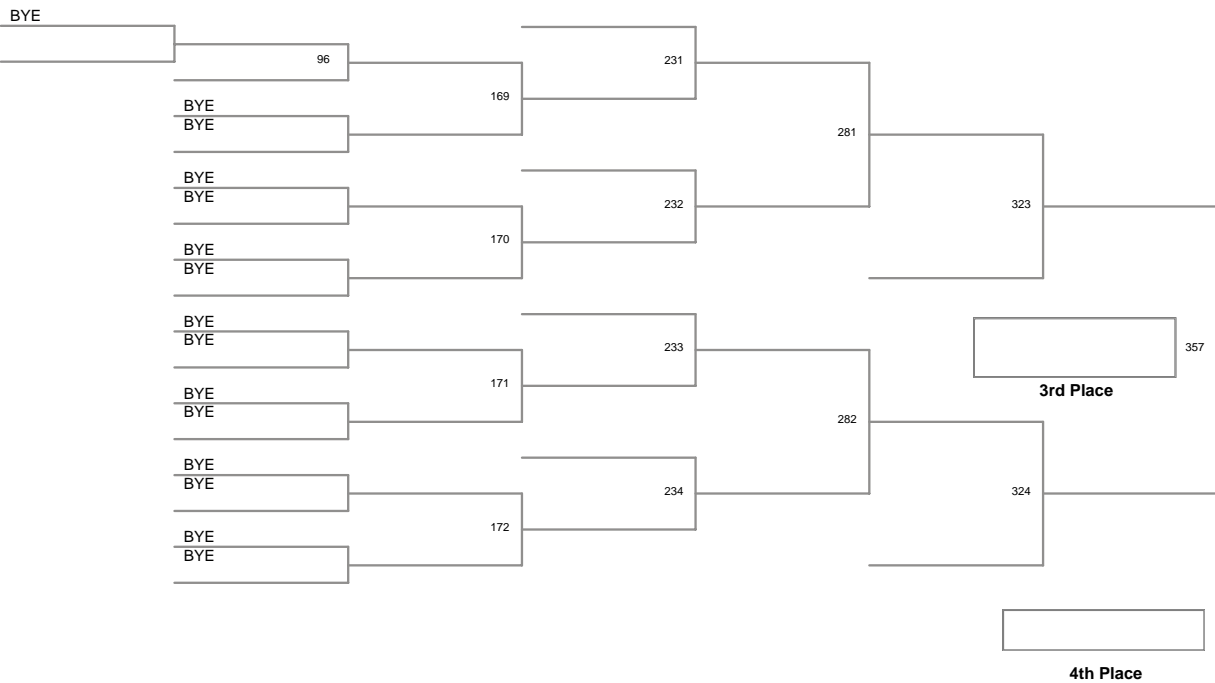 BYE
96
231
169
BYE
BYE
281
BYE
BYE
232
323
170
BYE
BYE
BYE
BYE
233
357
171
3rd Place
BYE
BYE
282
BYE
BYE
234
324
172
BYE
BYE
4th Place